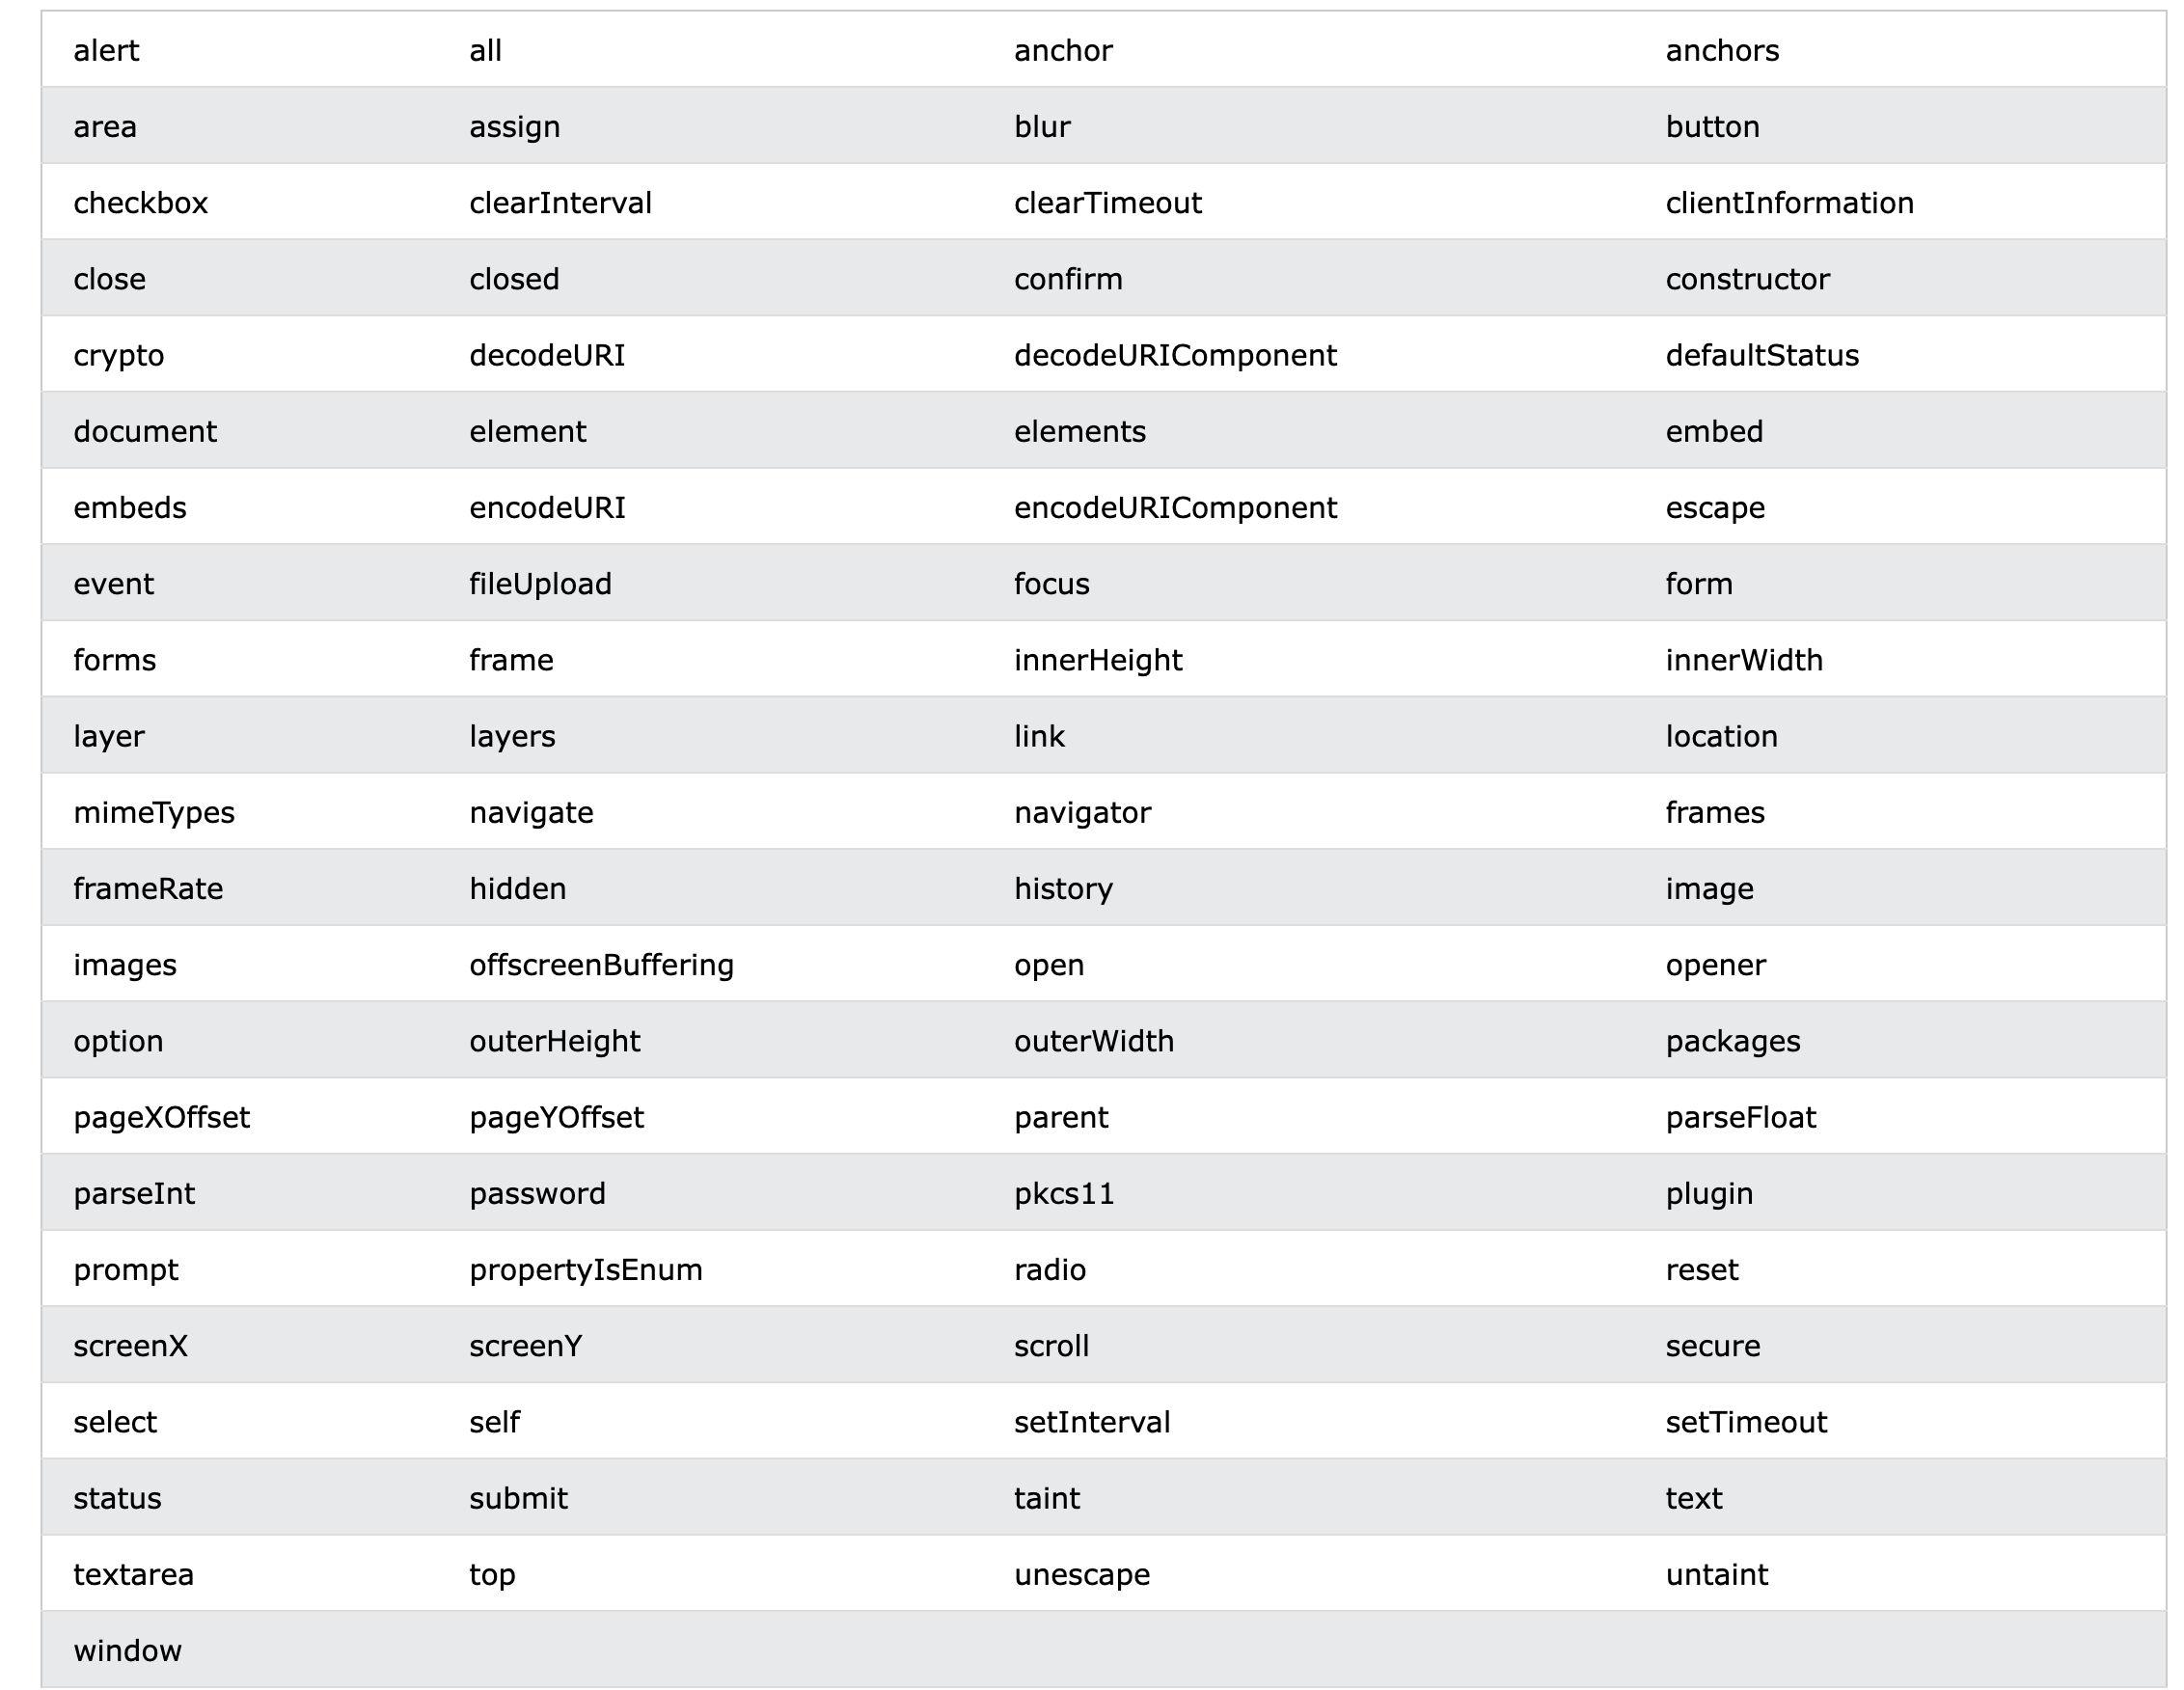 alert all anchor anchors
area assign blur button
checkbox clearInterval clearTimeout clientInformation
close closed confirm constructor
crypto decodeURI decodeURIComponent defaultStatus
document element elements embed
embeds encodeURI encodeURIComponent escape
event fileUpload focus form
forms frame innerHeight innerWidth
layer layers link location
mimeTypes navigate navigator frames
frameRate hidden history image
images offscreenBuffering open opener
option outerHeight outerWidth packages
pageXOffset pageYOffset parent parseFloat
parseInt password pkcs11 plugin
prompt propertyIsEnum radio reset
screenX screenY scroll secure
select self setInterval setTimeout
status submit taint text
textarea top unescape untaint
window